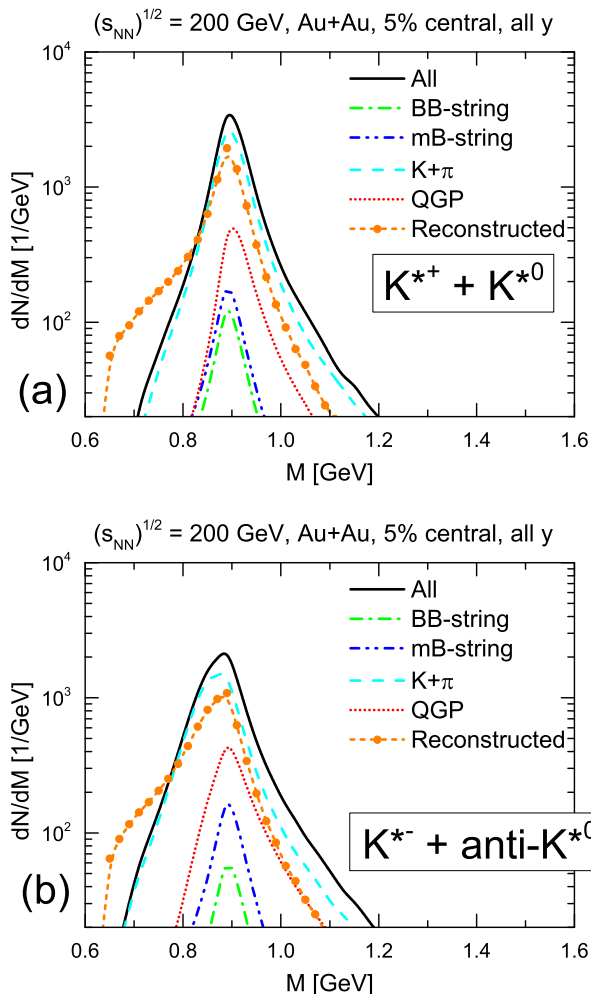 (s_NN)^1/2 = 200 GeV, Au+Au, 5% central, all y
10^4
10^3
10^2
dN/dM [1/GeV]
All
BB-string
mB-string
K+π
QGP
Reconstructed
K*+ + K*0
(a)
0.6 0.8 1.0 1.2 1.4 1.6
M [GeV]
(s_NN)^1/2 = 200 GeV, Au+Au, 5% central, all y
10^4
10^3
10^2
dN/dM [1/GeV]
All
BB-string
mB-string
K+π
QGP
Reconstructed
K*- + anti-K*0
(b)
0.6 0.8 1.0 1.2 1.4 1.6
M [GeV]